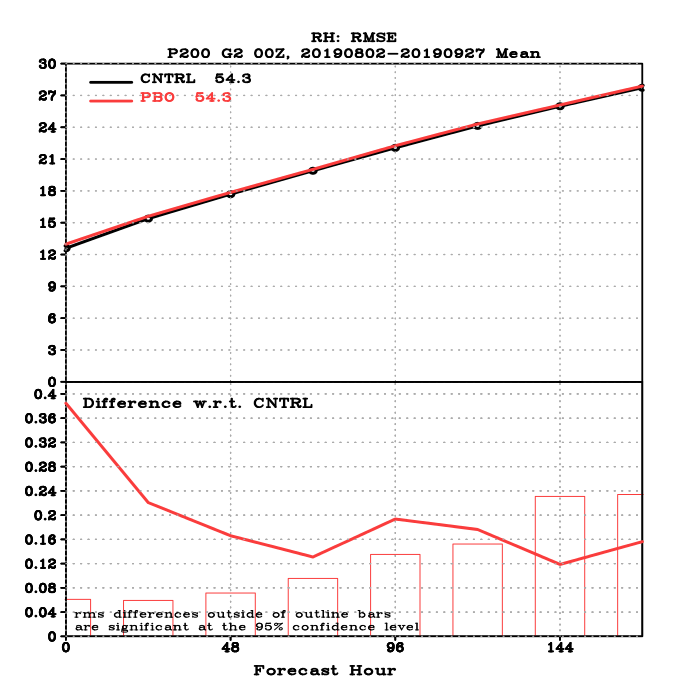 RH: RMSE
P200 G2 00Z, 20190802-20190927 Mean
CNTRL 54.3
PBO 54.3
30
27
24
21
18
15
12
9
6
3
0
Difference w.r.t. CNTRL
0.4
0.36
0.32
0.28
0.24
0.2
0.16
0.12
0.08
0.04
0
rms differences outside of outline bars
are significant at the 95% confidence level
0 48 96 144
Forecast Hour